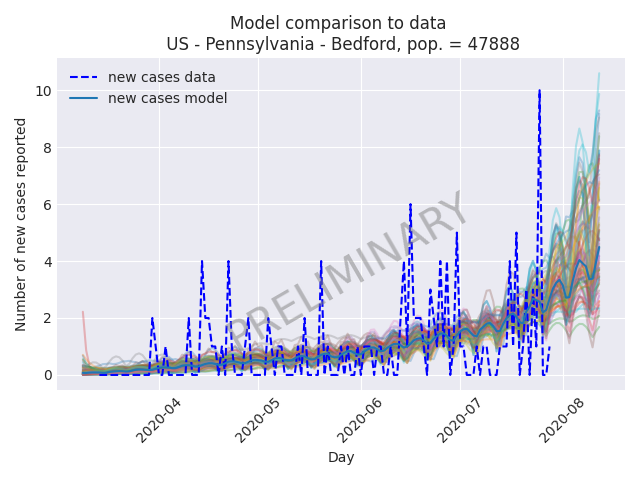 Model comparison to data
US - Pennsylvania - Bedford, pop. = 47888
new cases data
new cases model
PRELIMINARY
Number of new cases reported
10
8
6
4
2
0
2020-04
2020-05
2020-06
2020-07
2020-08
Day